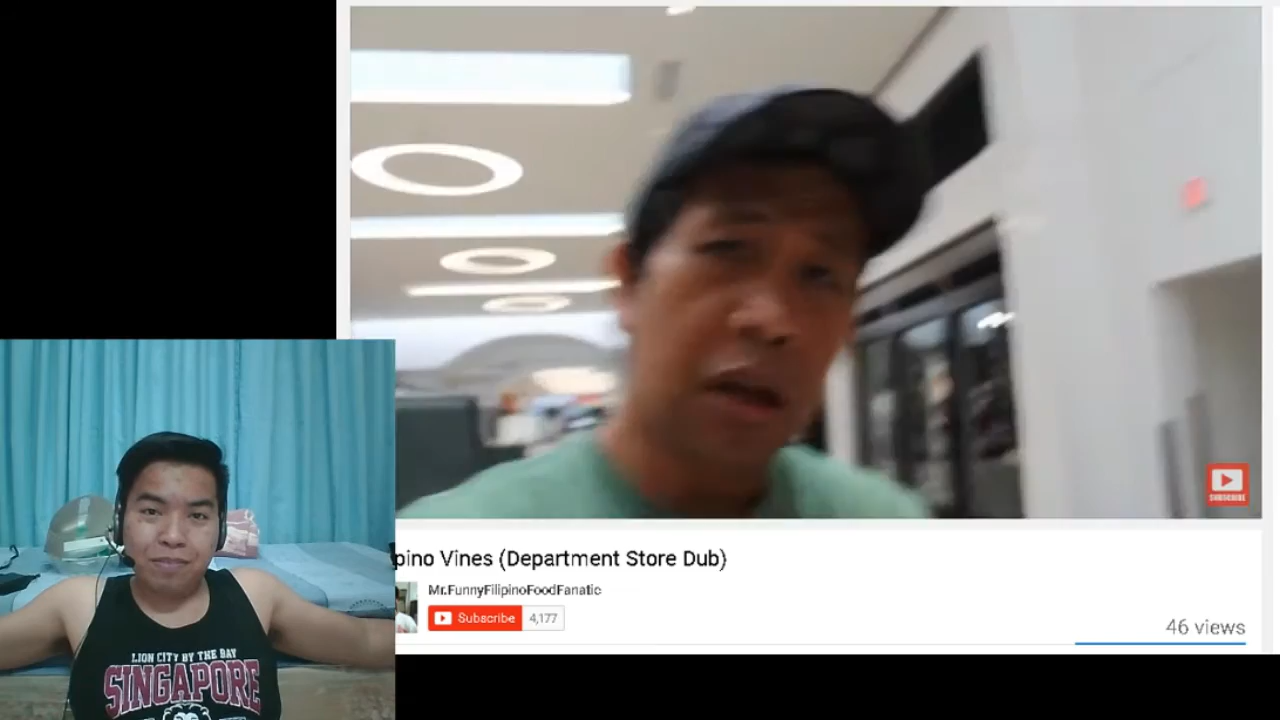 SUBSCRIBE
pino Vines (Department Store Dub)
Mr.FunnyFilipinoFoodFanatic
Subscribe 4,177
46 views
LION CITY BY THE BAY
SINGAPORE